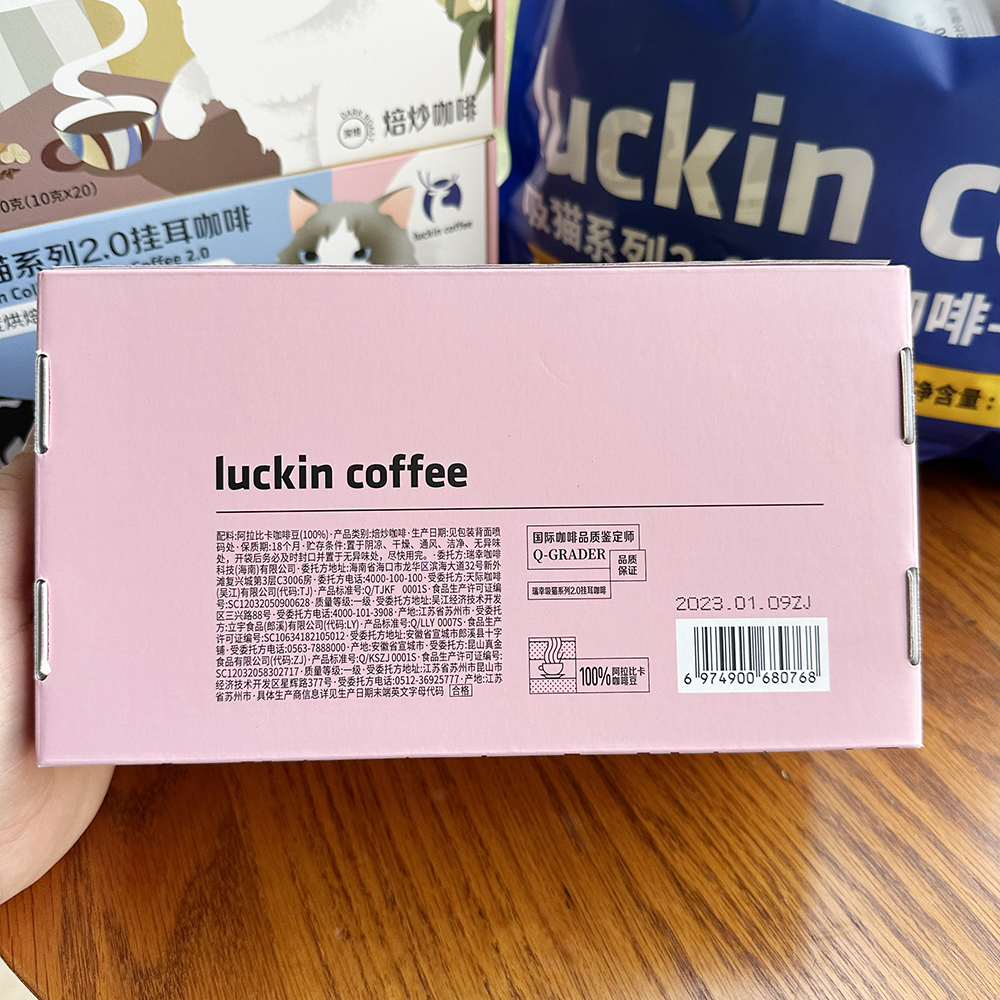 DARK ROAST
深焙
焙炒咖啡
0克(10克X20)
猫系列2.0挂耳咖啡
Coffee 2.0
luckin coffee
luckin c
吸猫系列2
咖啡
净含量:
luckin coffee
配料:阿拉比卡咖啡豆(100%)·产品类别:焙炒咖啡·生产日期:见包装背面喷
码处·保质期:18个月·贮存条件:置于阴凉、干燥、通风、洁净、无异味
处,开袋后务必及时封口并置于无异味处,尽快用完。·委托方:瑞幸咖啡
科技(海南)有限公司·委托方地址:海南省海口市龙华区滨海大道32号新外
滩复兴城第3层C3006房·委托方电话:4000-100-100·受委托方:天际咖啡
(吴江)有限公司(代码:TJ)·产品标准号:Q/TJKF 0001S·食品生产许可证编
号:SC12032050900628·质量等级:一级·受委托方地址:吴江经济技术开发
区三兴路88号·受委托方电话:4000-101-3908·产地:江苏省苏州市·受委托
方:立宇食品(郎溪)有限公司(代码:LY)·产品标准号:Q/LLY 0007S·食品生产
许可证编号:SC10634182105012·受委托方地址:安徽省宣城市郎溪县十字
铺·受委托方电话:0563-7888000·产地:安徽省宣城市·受委托方:昆山真金
食品有限公司(代码:ZJ)·产品标准号:Q/KSZJ 0001S·食品生产许可证编号:
SC12032058302717·质量等级:一级·受委托方地址:江苏省苏州市昆山市
经济技术开发区星辉路377号·受委托方电话:0512-36925777·产地:江苏
省苏州市·具体生产商信息详见生产日期末端英文字母代码 合格
国际咖啡品质鉴定师
Q-GRADER
品质
保证
瑞幸吸猫系列2.0挂耳咖啡
100%阿拉比卡
咖啡豆
2023.01.09ZJ
6 974900 680768